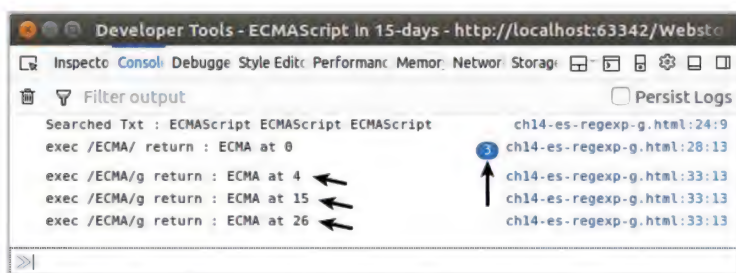 Developer Tools - ECMAScript in 15-days - http://localhost:63342/Websto
Inspecto Consol Debugge Style Edito Performanc Memor Networ Storag
Filter output Persist Logs
Searched Txt : ECMAScript ECMAScript ECMAScript ch14-es-regexp-g.html:24:9
exec /ECMA/ return : ECMA at 0 3 ch14-es-regexp-g.html:28:13
exec /ECMA/g return : ECMA at 4 ch14-es-regexp-g.html:33:13
exec /ECMA/g return : ECMA at 15 ch14-es-regexp-g.html:33:13
exec /ECMA/g return : ECMA at 26 ch14-es-regexp-g.html:33:13